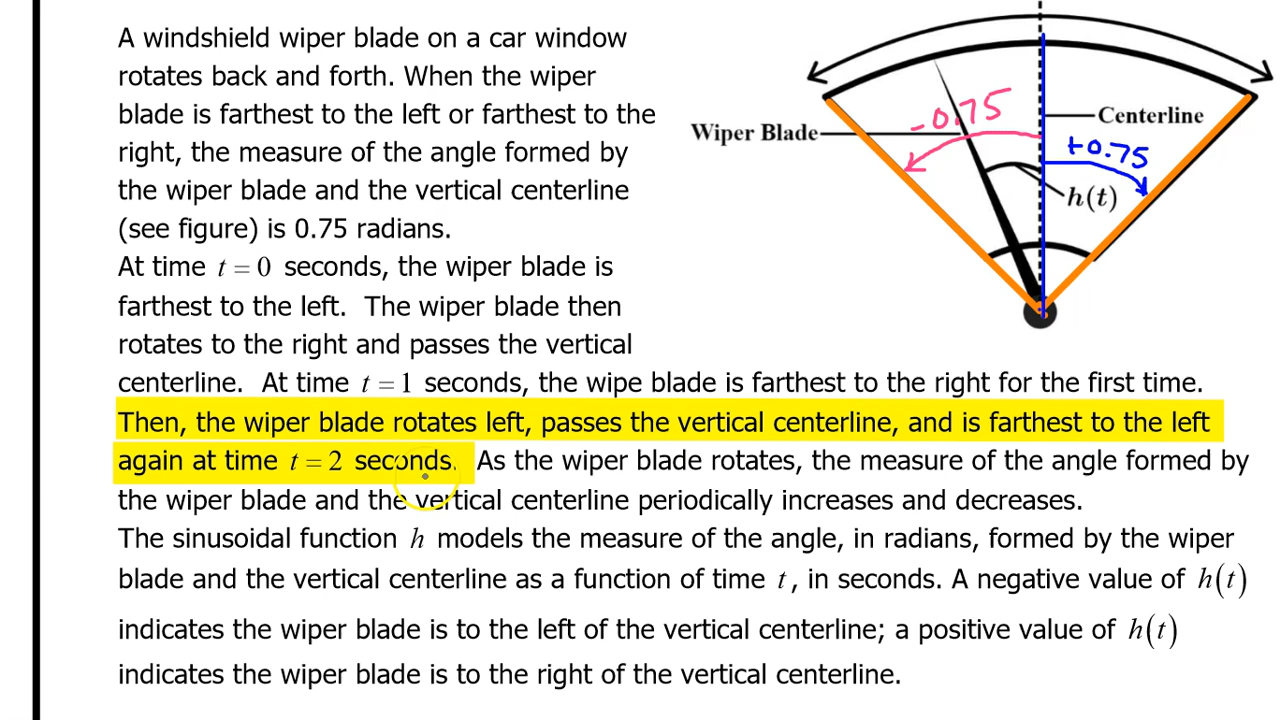 A windshield wiper blade on a car window
rotates back and forth. When the wiper
blade is farthest to the left or farthest to the
right, the measure of the angle formed by
the wiper blade and the vertical centerline
(see figure) is 0.75 radians.
At time t = 0 seconds, the wiper blade is
farthest to the left. The wiper blade then
rotates to the right and passes the vertical
centerline. At time t = 1 seconds, the wipe blade is farthest to the right for the first time.
Then, the wiper blade rotates left, passes the vertical centerline, and is farthest to the left
again at time t = 2 seconds. As the wiper blade rotates, the measure of the angle formed by
the wiper blade and the vertical centerline periodically increases and decreases.
The sinusoidal function h models the measure of the angle, in radians, formed by the wiper
blade and the vertical centerline as a function of time t, in seconds. A negative value of h(t)
indicates the wiper blade is to the left of the vertical centerline; a positive value of h(t)
indicates the wiper blade is to the right of the vertical centerline.
-0.75
Centerline
Wiper Blade
+0.75
h(t)